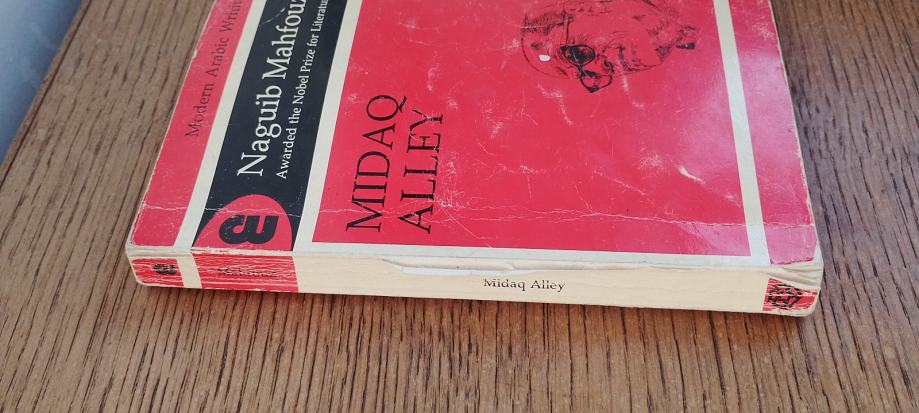 Modern Arabic Writing
Naguib Mahfouz
Awarded the Nobel Prize for Literature
MIDAQ
ALLEY
Midaq Alley